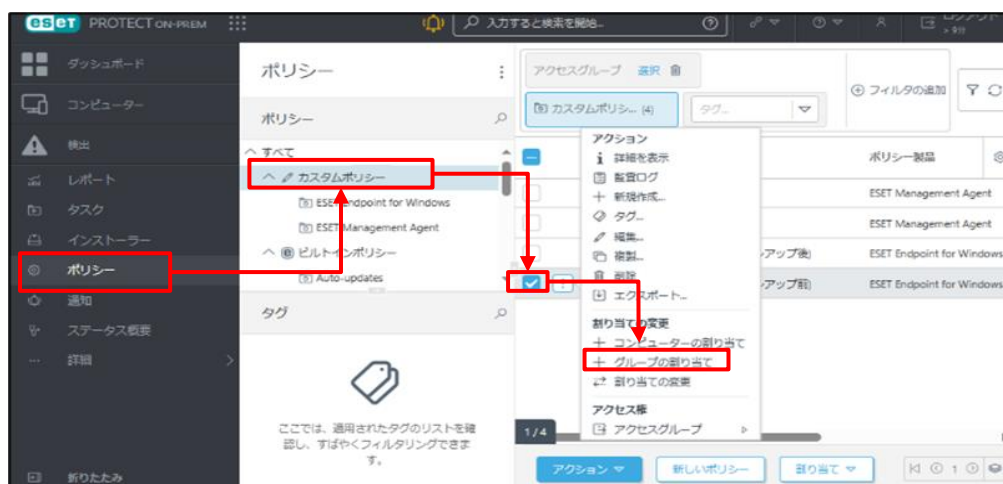 eset PROTECT ON-PREM
入力すると検索を開始...
ログアウト
> 9分
ダッシュボード
コンピューター
検出
レポート
タスク
インストーラー
ポリシー
通知
ステータス概要
詳細
折りたたみ
ポリシー
ポリシー
すべて
カスタムポリシー
ESET Endpoint for Windows
ESET Management Agent
ビルトインポリシー
Auto-updates
タグ
ここでは、適用されたタグのリストを確
認し、すばやくフィルタリングできま
す。
アクセスグループ 選択
カスタムポリシ... (4)
タグ...
フィルタの追加
ポリシー製品
ESET Management Agent
ESET Management Agent
アップ後) ESET Endpoint for Windows
アップ前) ESET Endpoint for Windows
アクション
詳細を表示
監査ログ
新規作成...
タグ...
編集...
複製...
削除
エクスポート...
割り当ての変更
コンピューターの割り当て
グループの割り当て
割り当ての変更
アクセス権
アクセスグループ
1/4
アクション
新しいポリシー
割り当て
1